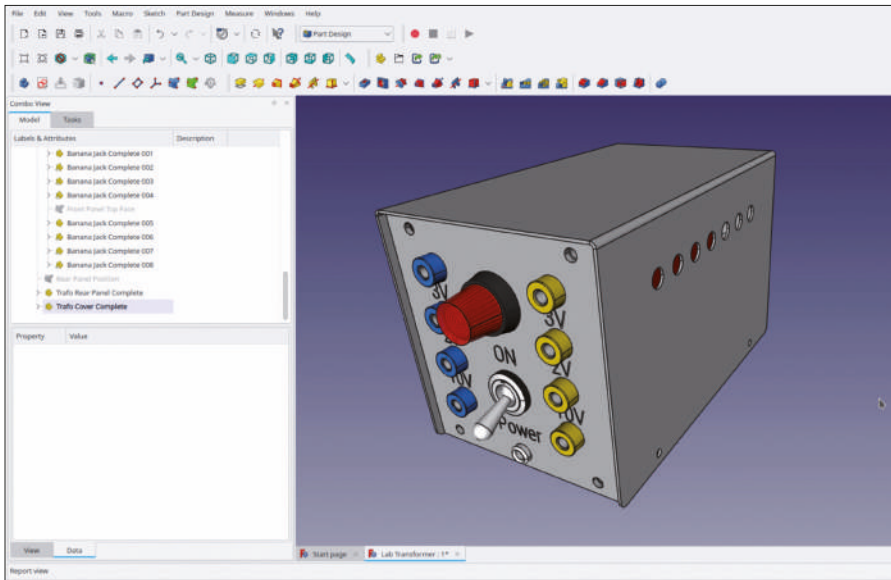 File Edit View Tools Macro Sketch Part Design Measure Windows Help
Part Design
Combo View
Model Tasks
Labels & Attributes Description
Banana Jack Complete 001
Banana Jack Complete 002
Banana Jack Complete 003
Banana Jack Complete 004
Front Panel Top Face
Banana Jack Complete 005
Banana Jack Complete 006
Banana Jack Complete 007
Banana Jack Complete 008
Rear Panel Position
Trafo Rear Panel Complete
Trafo Cover Complete
Property Value
3V
3V
ON
2V
10V
10V
Power
View Data
Start page
Lab Transformer : 1*
Report view